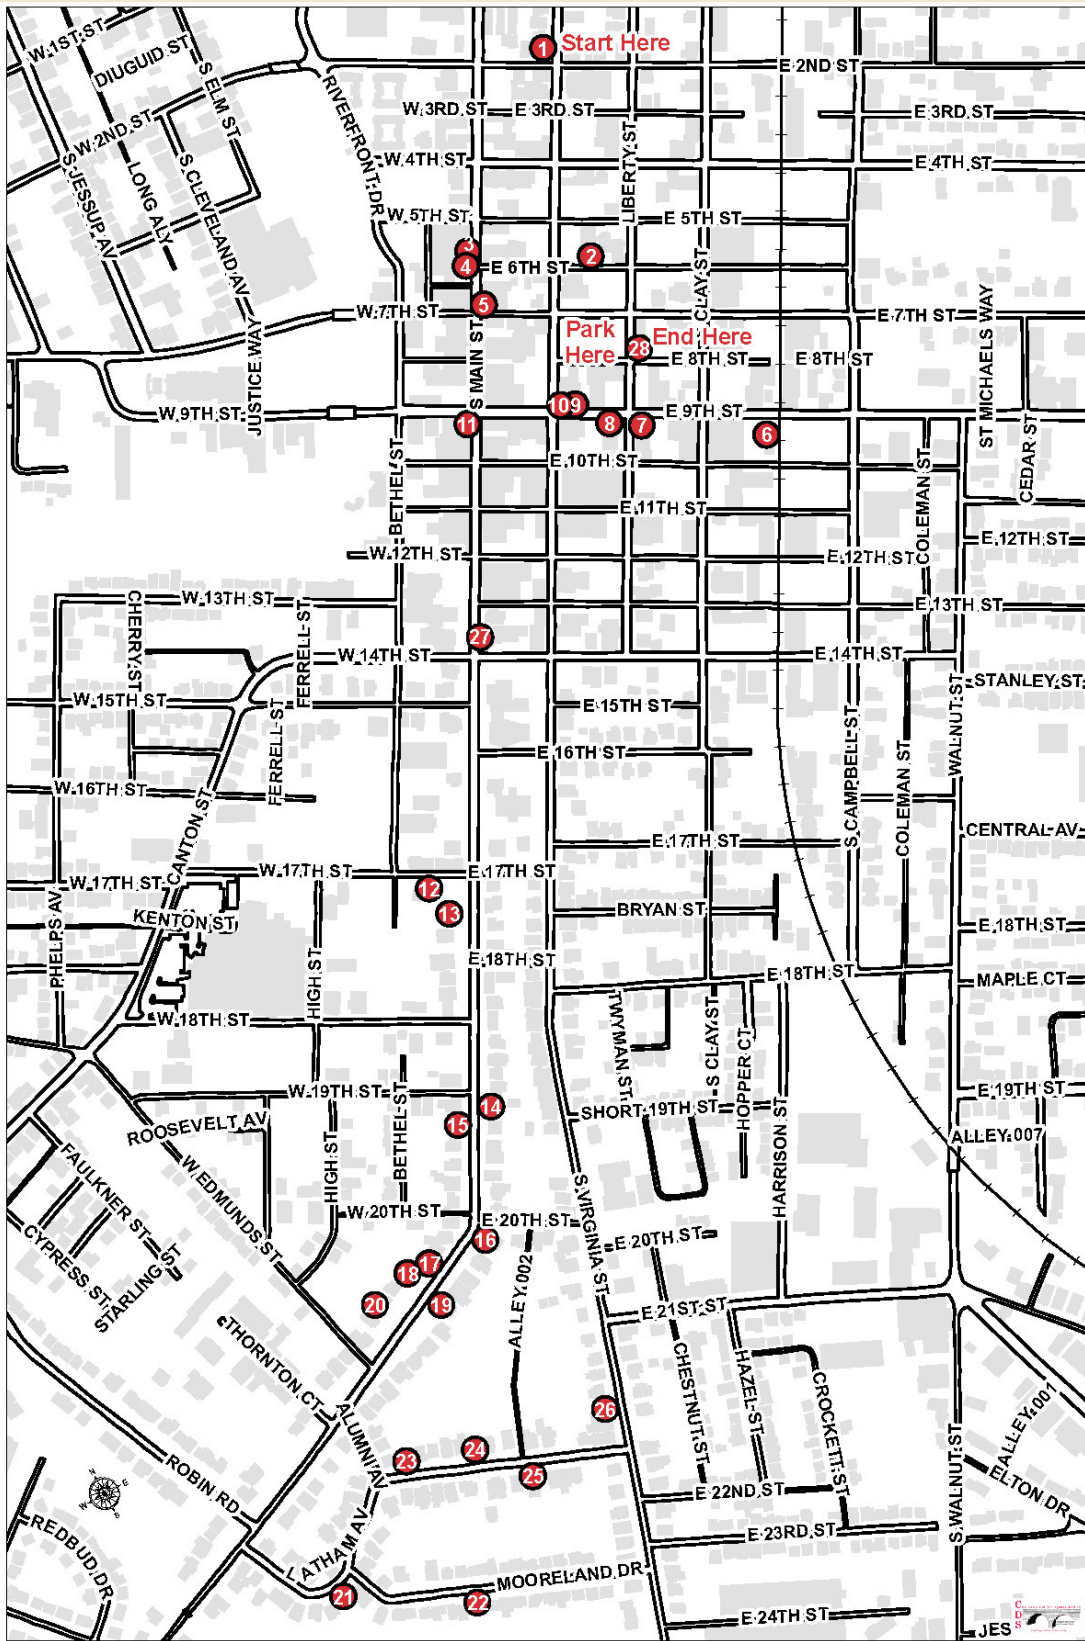 W 1ST ST
DIUGUID ST
S ELM ST
1 Start Here
E 2ND ST
W 2ND ST
RIVERFRONT DR
W 3RD ST
E 3RD ST
E 3RD ST
S JESSUP AV
LONG ALY
S CLEVELAND AV
W 4TH ST
LIBERTY ST
E 4TH ST
W 5TH ST
E 5TH ST
3
4
E 6TH ST
2
CLAY ST
W 7TH ST
5
E 7TH ST
ST MICHAELS WAY
JUSTICE WAY
S MAIN ST
Park
Here
28
End Here
E 8TH ST
E 8TH ST
W 9TH ST
10
9
E 9TH ST
11
8
7
6
CEDAR ST
BETHEL ST
E 10TH ST
COLEMAN ST
E 11TH ST
W 12TH ST
E 12TH ST
E 12TH ST
CHERRY ST
W 13TH ST
FERRELL ST
E 13TH ST
27
W 14TH ST
E 14TH ST
STANLEY ST
W 15TH ST
E 15TH ST
FERRELL ST
E 16TH ST
S CAMPBELL ST
COLEMAN ST
WALNUT ST
W 16TH ST
CANTON ST
E 17TH ST
CENTRAL AV
W 17TH ST
W 17TH ST
E 17TH ST
PHELPS AV
KENTON ST
12
13
BRYAN ST
E 18TH ST
HIGH ST
E 18TH ST
E 18TH ST
MAPLE CT
W 18TH ST
TWYMAN ST
S CLAY ST
HOPPER CT
W 19TH ST
BETHEL ST
14
15
SHORT 19TH ST
E 19TH ST
ROOSEVELT AV
HIGH ST
HARRISON ST
ALLEY 007
FAULKNER ST
W EDMUNDS ST
S VIRGINIA ST
CYPRESS ST
STARLING ST
W 20TH ST
E 20TH ST
16
E 20TH ST
17
18
20
19
ALLEY 002
E 21ST ST
THORNTON CT
CHESTNUT ST
HAZEL ST
CROCKETT ST
ALUMNI AV
26
S WALNUT ST
ALLEY 001
ROBIN RD
23
24
25
E 22ND ST
ELTON DR
N
E
W
S
REDBUD DR
LATHAM AV
E 23RD ST
21
22
MOORELAND DR
E 24TH ST
JES
CDS